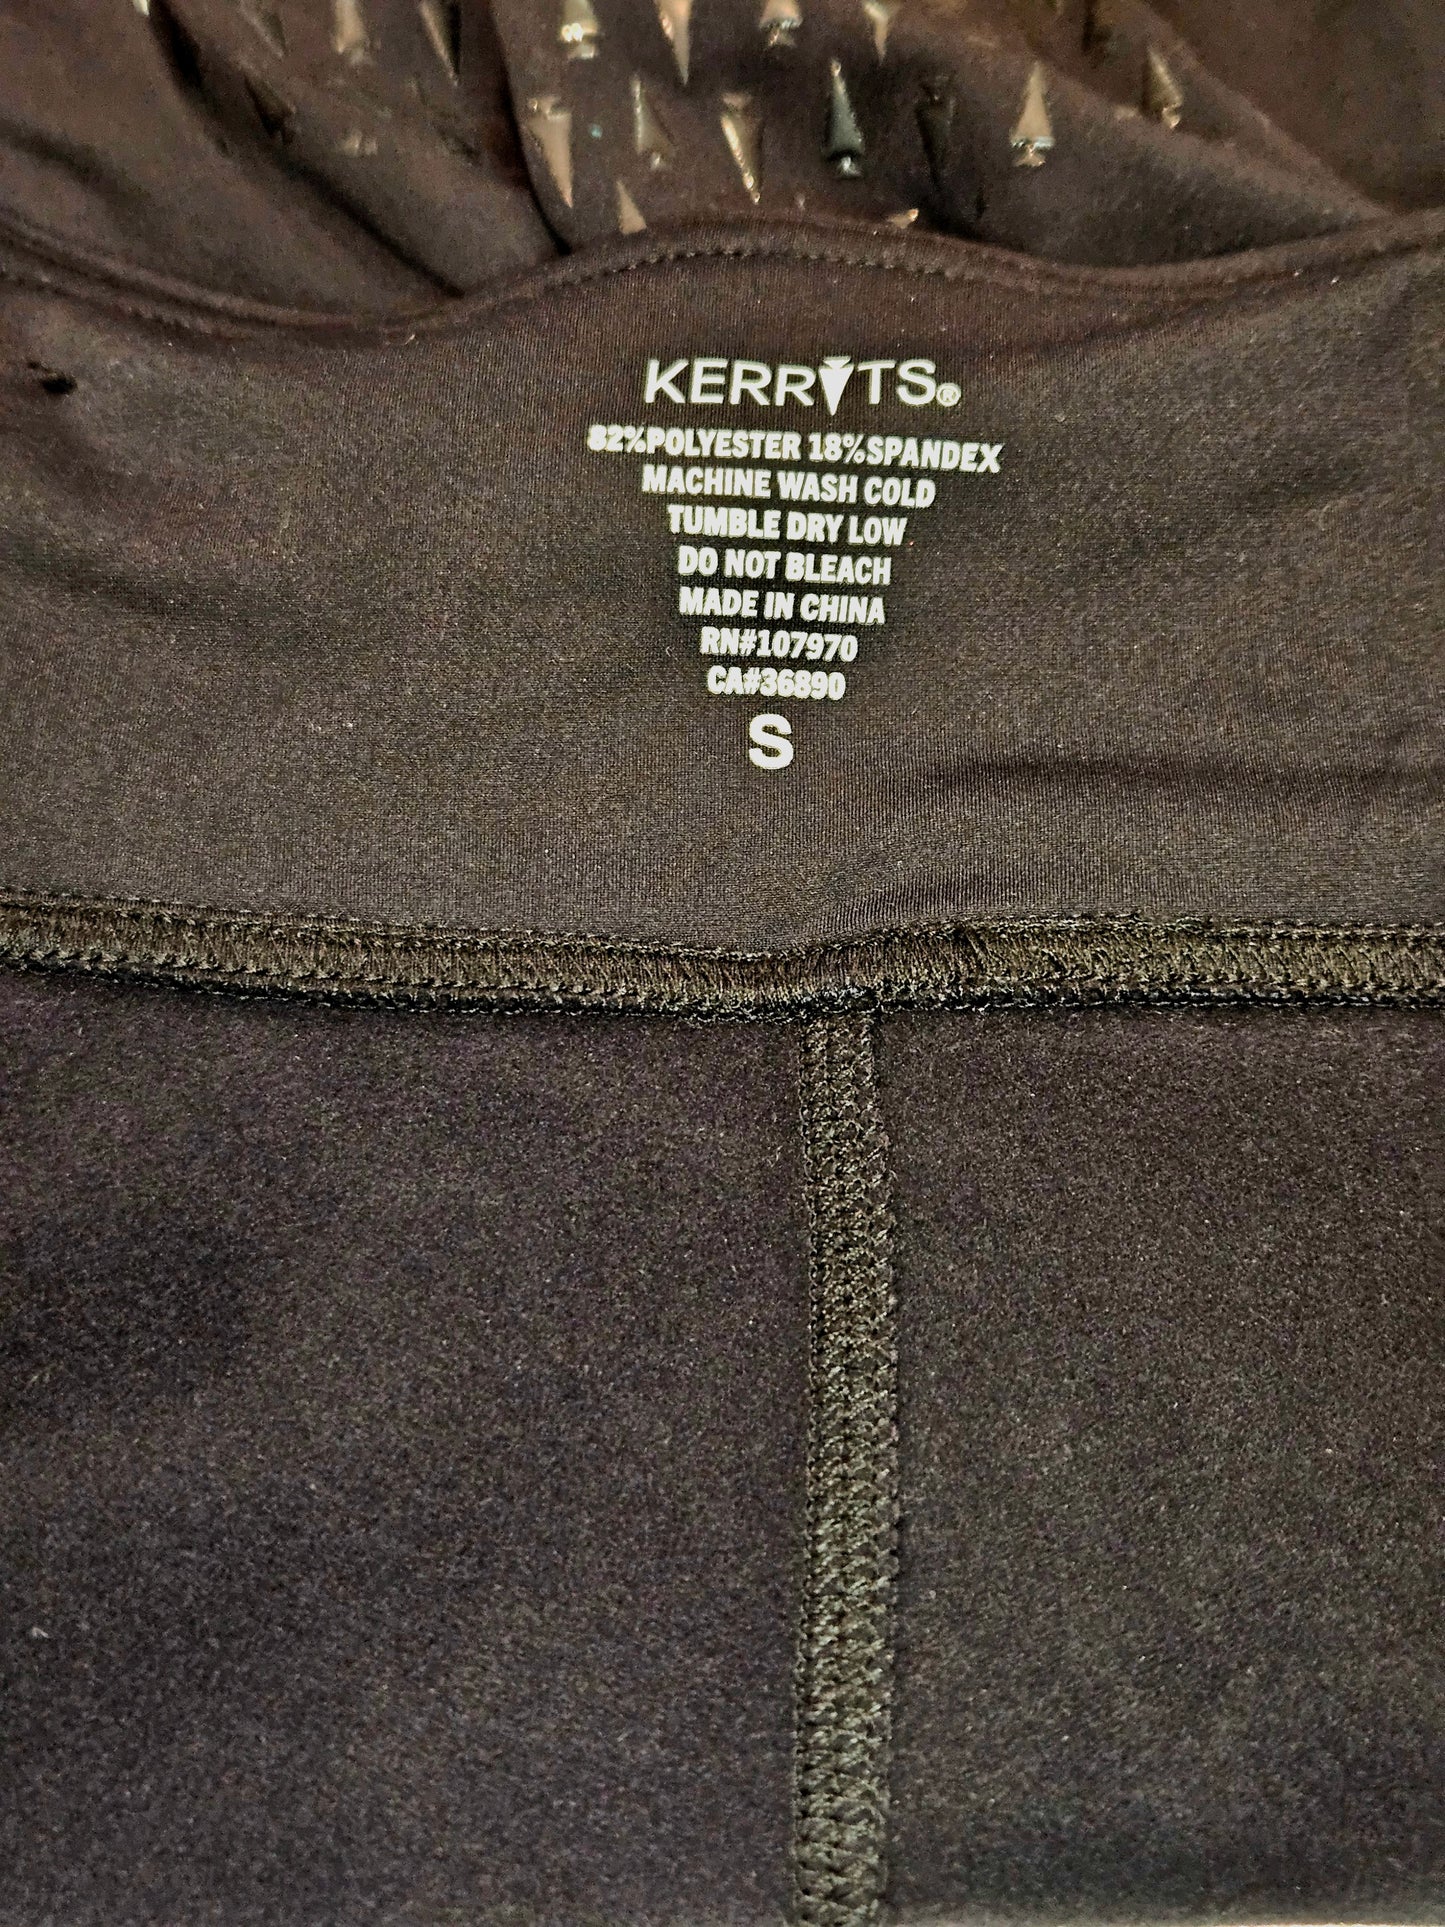 KERRITS®
82%POLYESTER 18%SPANDEX
MACHINE WASH COLD
TUMBLE DRY LOW
DO NOT BLEACH
MADE IN CHINA
RN#107970
CA#36890
S